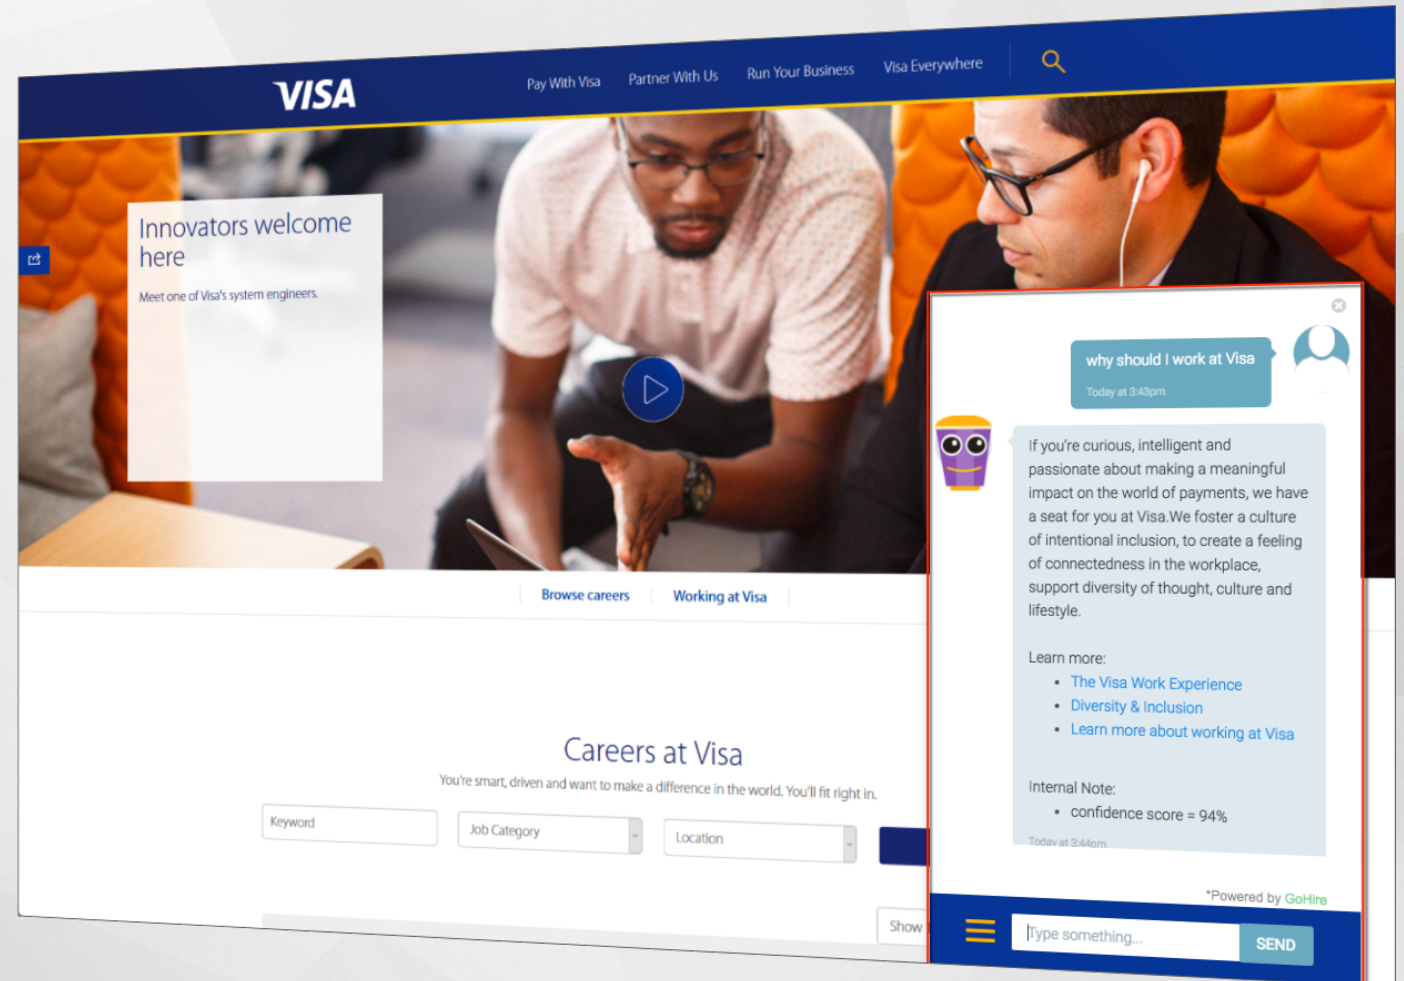 VISA
Pay With Visa
Partner With Us
Run Your Business
Visa Everywhere
Innovators welcome
here
Meet one of Visa's system engineers.
Browse careers
Working at Visa
Careers at Visa
You're smart, driven and want to make a difference in the world. You'll fit right in.
Keyword
Job Category
Location
Show
why should I work at Visa
Today at 3:43pm
If you're curious, intelligent and
passionate about making a meaningful
impact on the world of payments, we have
a seat for you at Visa.We foster a culture
of intentional inclusion, to create a feeling
of connectedness in the workplace,
support diversity of thought, culture and
lifestyle.
Learn more:
• The Visa Work Experience
• Diversity & Inclusion
• Learn more about working at Visa
Internal Note:
• confidence score = 94%
Today at 3:44pm
*Powered by GoHire
Type something...
SEND